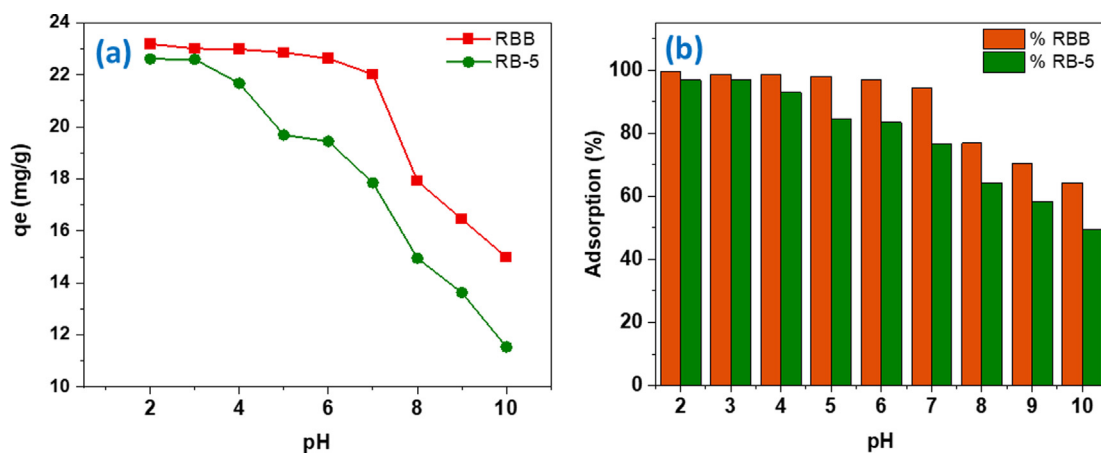 (a)
RBB
RB-5
24
22
20
18
16
14
12
10
qe (mg/g)
2 4 6 8 10
pH
(b)
% RBB
% RB-5
100
80
60
40
20
0
Adsorption (%)
2 3 4 5 6 7 8 9 10
pH